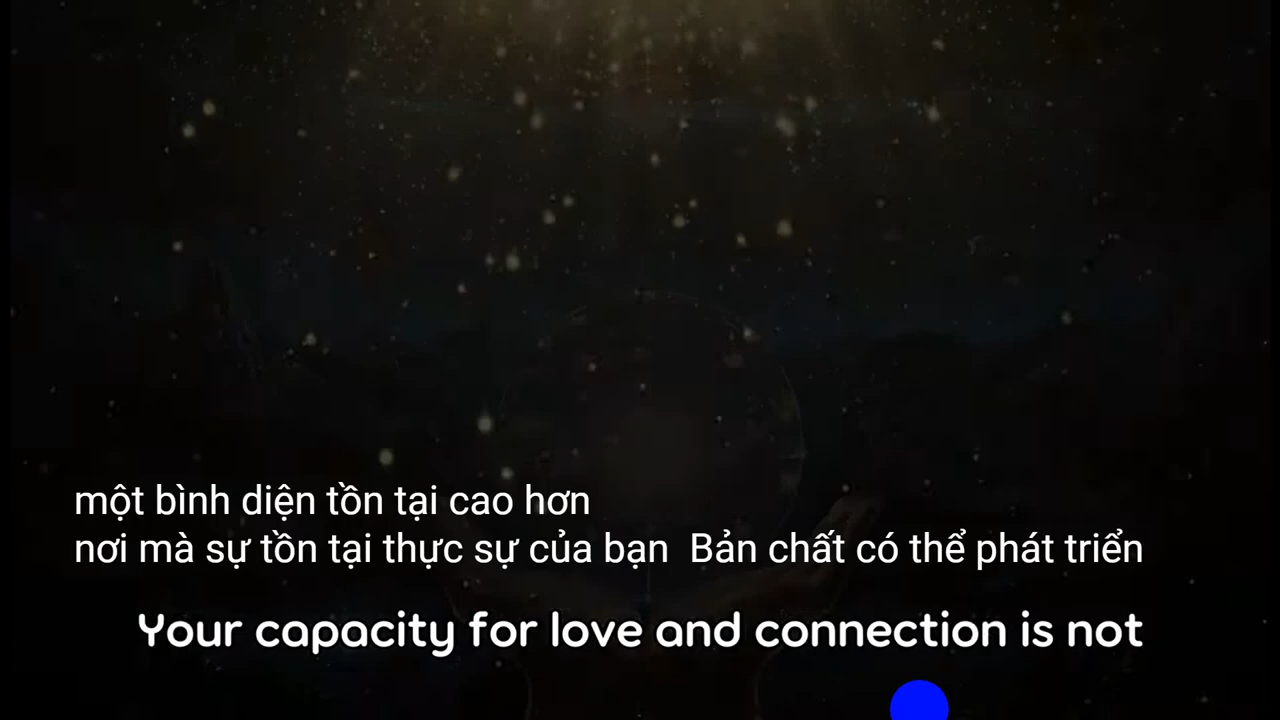 một bình diện tồn tại cao hơn
nơi mà sự tồn tại thực sự của bạn  Bản chất có thể phát triển
Your capacity for love and connection is not